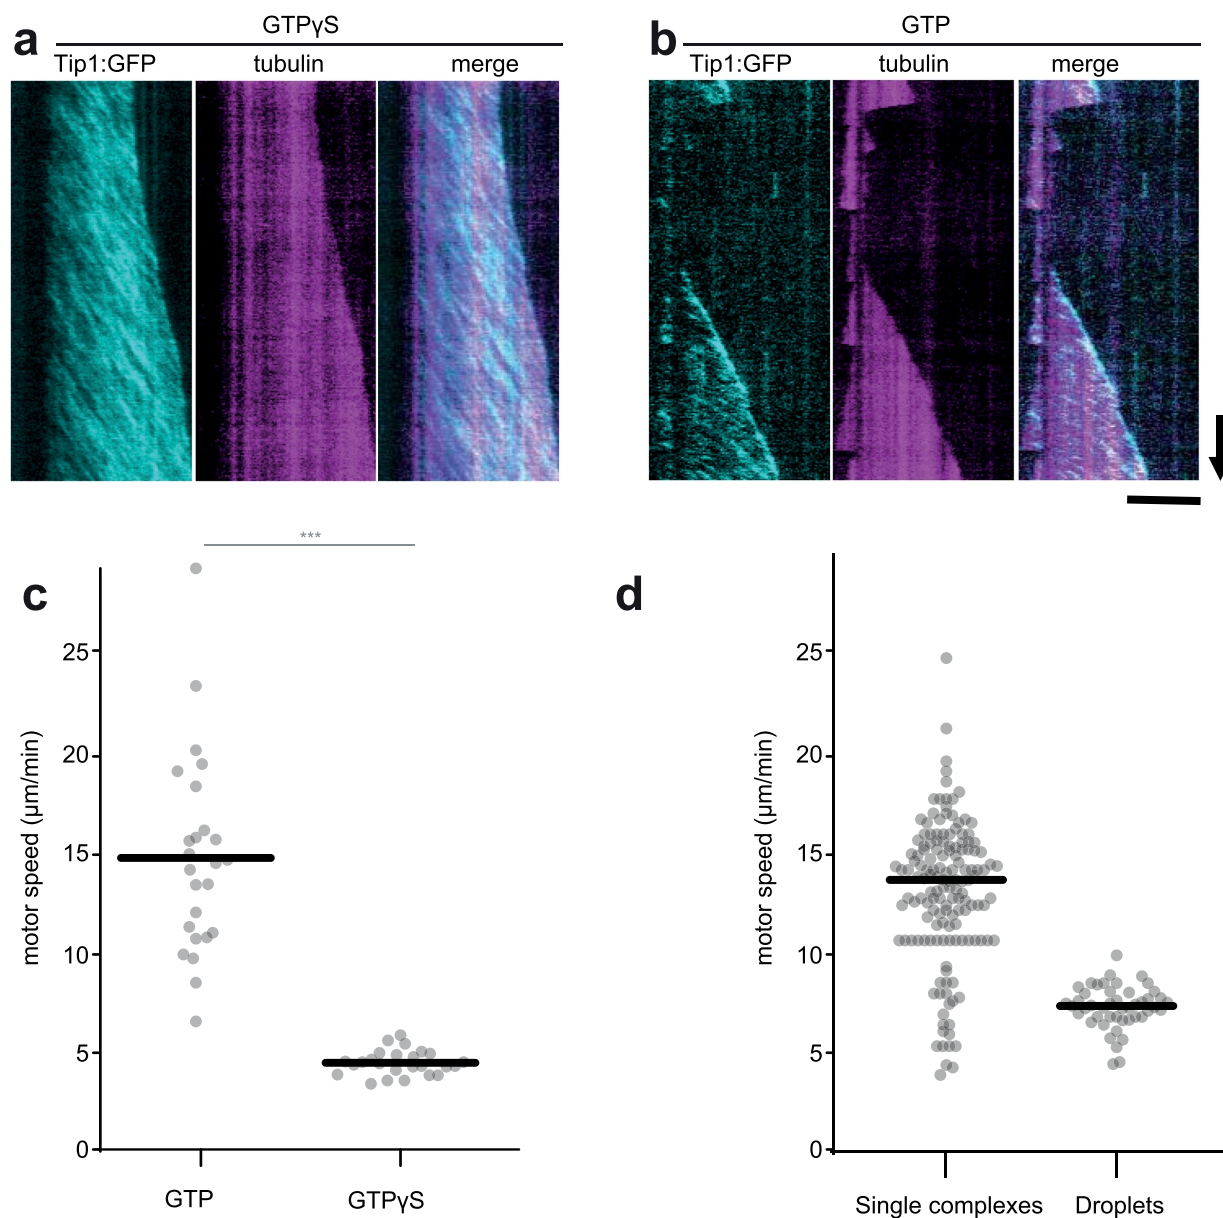 a
GTPγS
Tip1:GFP tubulin merge
b
GTP
Tip1:GFP tubulin merge
c
***
motor speed (µm/min)
25
20
15
10
5
0
GTP GTPγS
d
motor speed (µm/min)
25
20
15
10
5
0
Single complexes Droplets